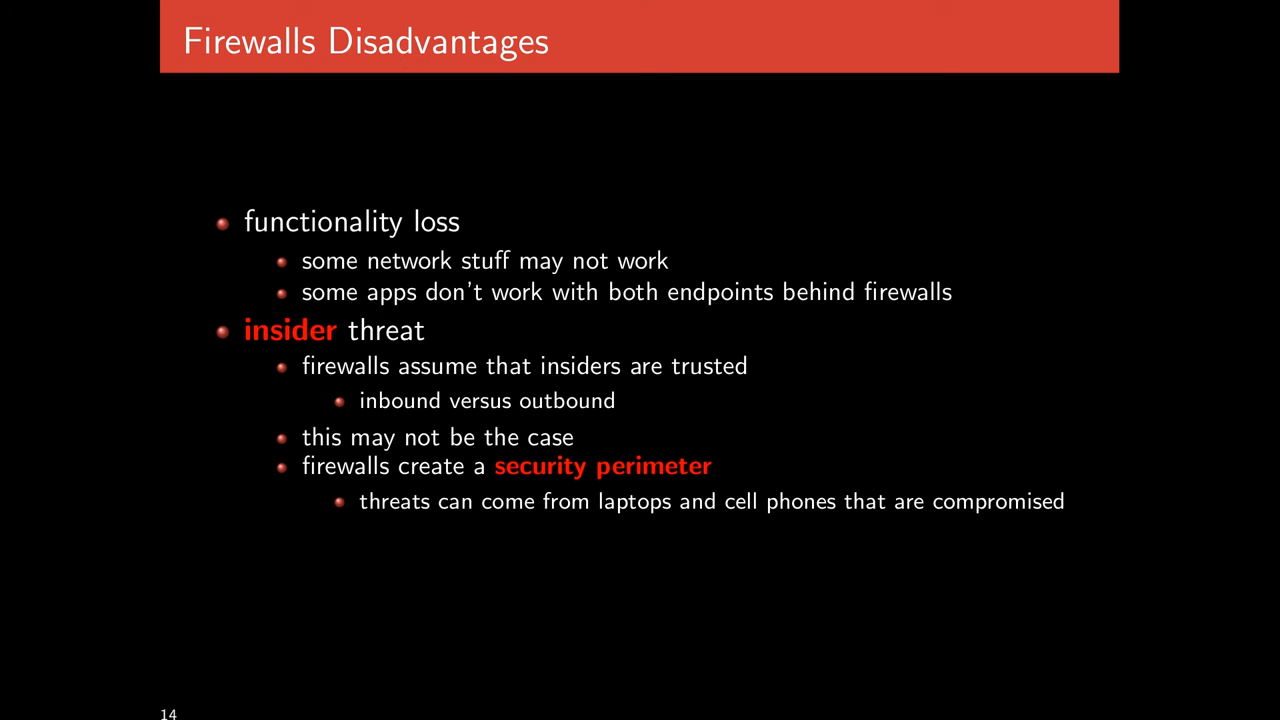 Firewalls Disadvantages
functionality loss
some network stuff may not work
some apps don't work with both endpoints behind firewalls
insider threat
firewalls assume that insiders are trusted
inbound versus outbound
this may not be the case
firewalls create a security perimeter
threats can come from laptops and cell phones that are compromised
14